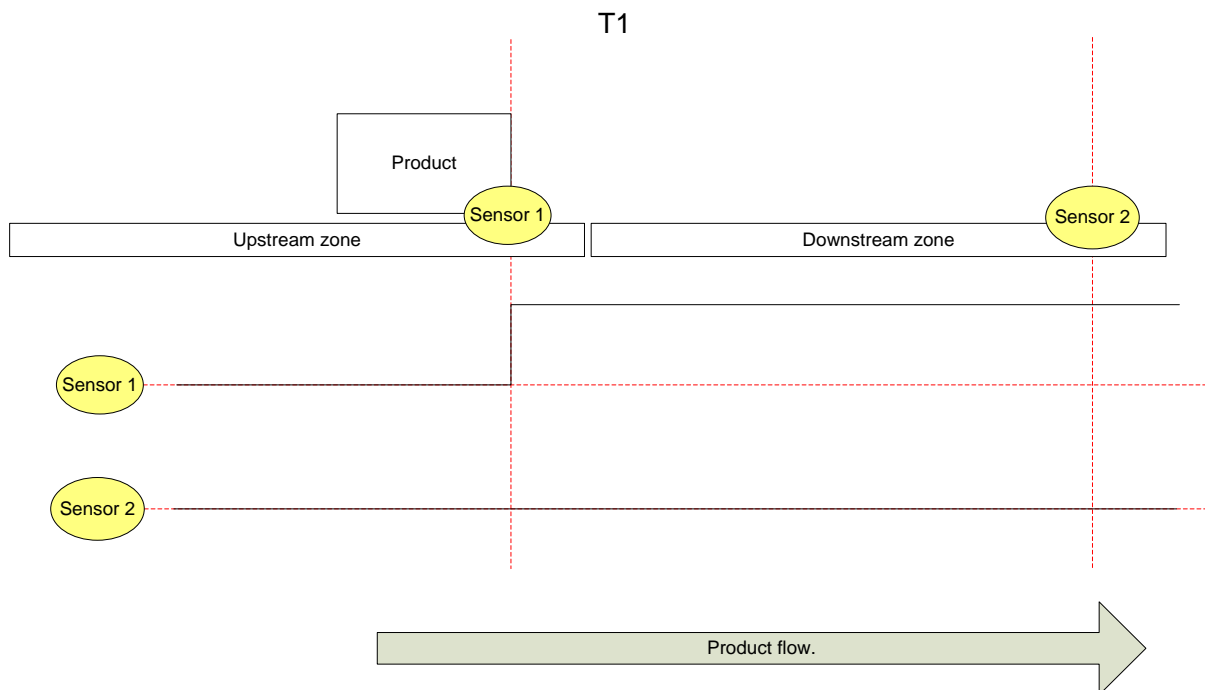 T1
Product
Sensor 1
Sensor 2
Upstream zone
Downstream zone
Sensor 1
Sensor 2
Product flow.